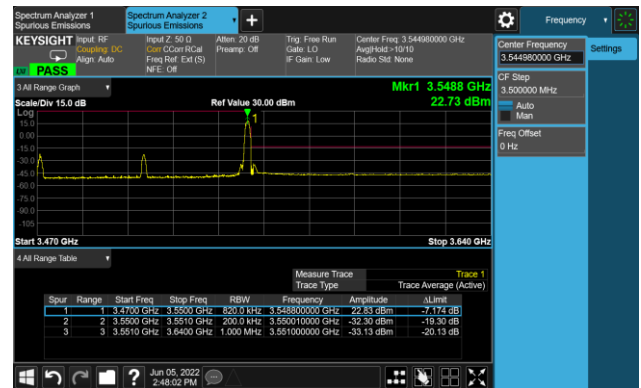 Spectrum Analyzer 1
Spurious Emissions
Spectrum Analyzer 2
Spurious Emissions
Frequency
KEYSIGHT
Input: RF
Coupling: DC
Align: Auto
Input Z: 50 Ω
Corr CCorr RCal
Freq Ref: Ext (S)
NFE: Off
Atten: 20 dB
Preamp: Off
Trig: Free Run
Gate: LO
IF Gain: Low
Center Freq: 3.544980000 GHz
Avg|Hold:>10/10
Radio Std: None
PASS
Center Frequency
3.544980000 GHz
Settings
CF Step
3.500000 MHz
Auto
Man
Freq Offset
0 Hz
3 All Range Graph
Mkr1 3.5488 GHz
Scale/Div 15.0 dB
Ref Value 30.00 dBm
22.73 dBm
Log
15.0
0.00
-15.0
-30.0
-45.0
-60.0
-75.0
-90.0
-105
1
Start 3.470 GHz
Stop 3.640 GHz
4 All Range Table
Measure Trace Trace 1
Trace Type Trace Average (Active)
Spur Range Start Freq Stop Freq RBW Frequency Amplitude ΔLimit
1 1 3.4700 GHz 3.5500 GHz 820.0 kHz 3.548800000 GHz 22.83 dBm -7.174 dB
2 2 3.5500 GHz 3.5510 GHz 200.0 kHz 3.550010000 GHz -32.30 dBm -19.30 dB
3 3 3.5510 GHz 3.6400 GHz 1.000 MHz 3.551000000 GHz -33.13 dBm -20.13 dB
Jun 05, 2022
2:48:02 PM